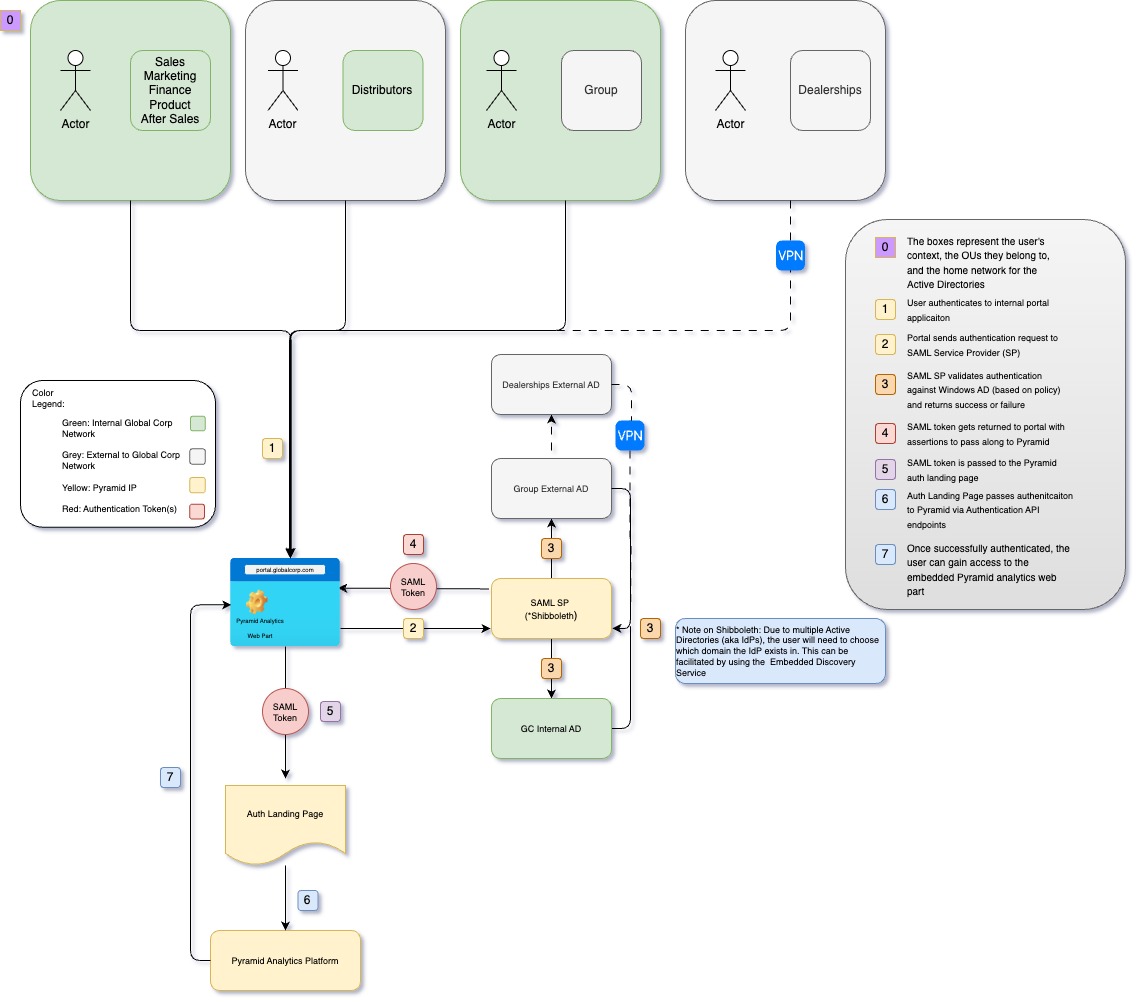 0
Sales
Marketing
Finance
Product
After Sales
Actor
Distributors
Actor
Group
Actor
Dealerships
Actor
VPN
0
The boxes represent the user's
context, the OUs they belong to,
and the home network for the
Active Directories
1
User authenticates to internal portal
applicaiton
2
Portal sends authentication request to
SAML Service Provider (SP)
3
SAML SP validates authentication
against Windows AD (based on policy)
and returns success or failure
4
SAML token gets returned to portal with
assertions to pass along to Pyramid
5
SAML token is passed to the Pyramid
auth landing page
6
Auth Landing Page passes authenitcaiton
to Pyramid via Authentication API
endpoints
7
Once successfully authenticated, the
user can gain access to the
embedded Pyramid analytics web
part
Color
Legend:
Green: Internal Global Corp
Network
Grey: External to Global Corp
Network
Yellow: Pyramid IP
Red: Authentication Token(s)
1
Dealerships External AD
VPN
Group External AD
3
4
SAML
Token
portal.globalcorp.com
Pyramid Analytics
Web Part
2
SAML SP
(*Shibboleth)
3
* Note on Shibboleth: Due to multiple Active
Directories (aka IdPs), the user will need to choose
which domain the IdP exists in. This can be
facilitated by using the Embedded Discovery
Service
3
GC Internal AD
SAML
Token
5
7
Auth Landing Page
6
Pyramid Analytics Platform